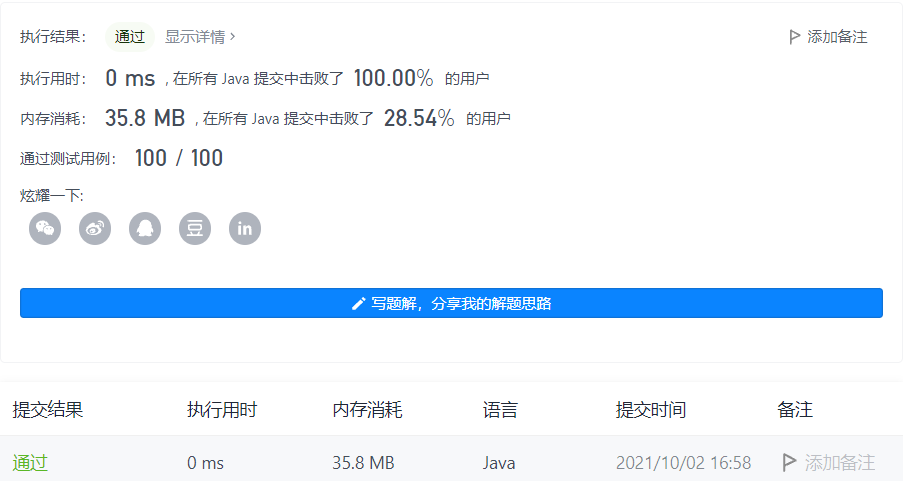 执行结果： 通过 显示详情 › 添加备注
执行用时： 0 ms ，在所有 Java 提交中击败了 100.00% 的用户
内存消耗： 35.8 MB ，在所有 Java 提交中击败了 28.54% 的用户
通过测试用例： 100 / 100
炫耀一下:
豆 in
写题解，分享我的解题思路
提交结果 执行用时 内存消耗 语言 提交时间 备注
通过 0 ms 35.8 MB Java 2021/10/02 16:58 添加备注